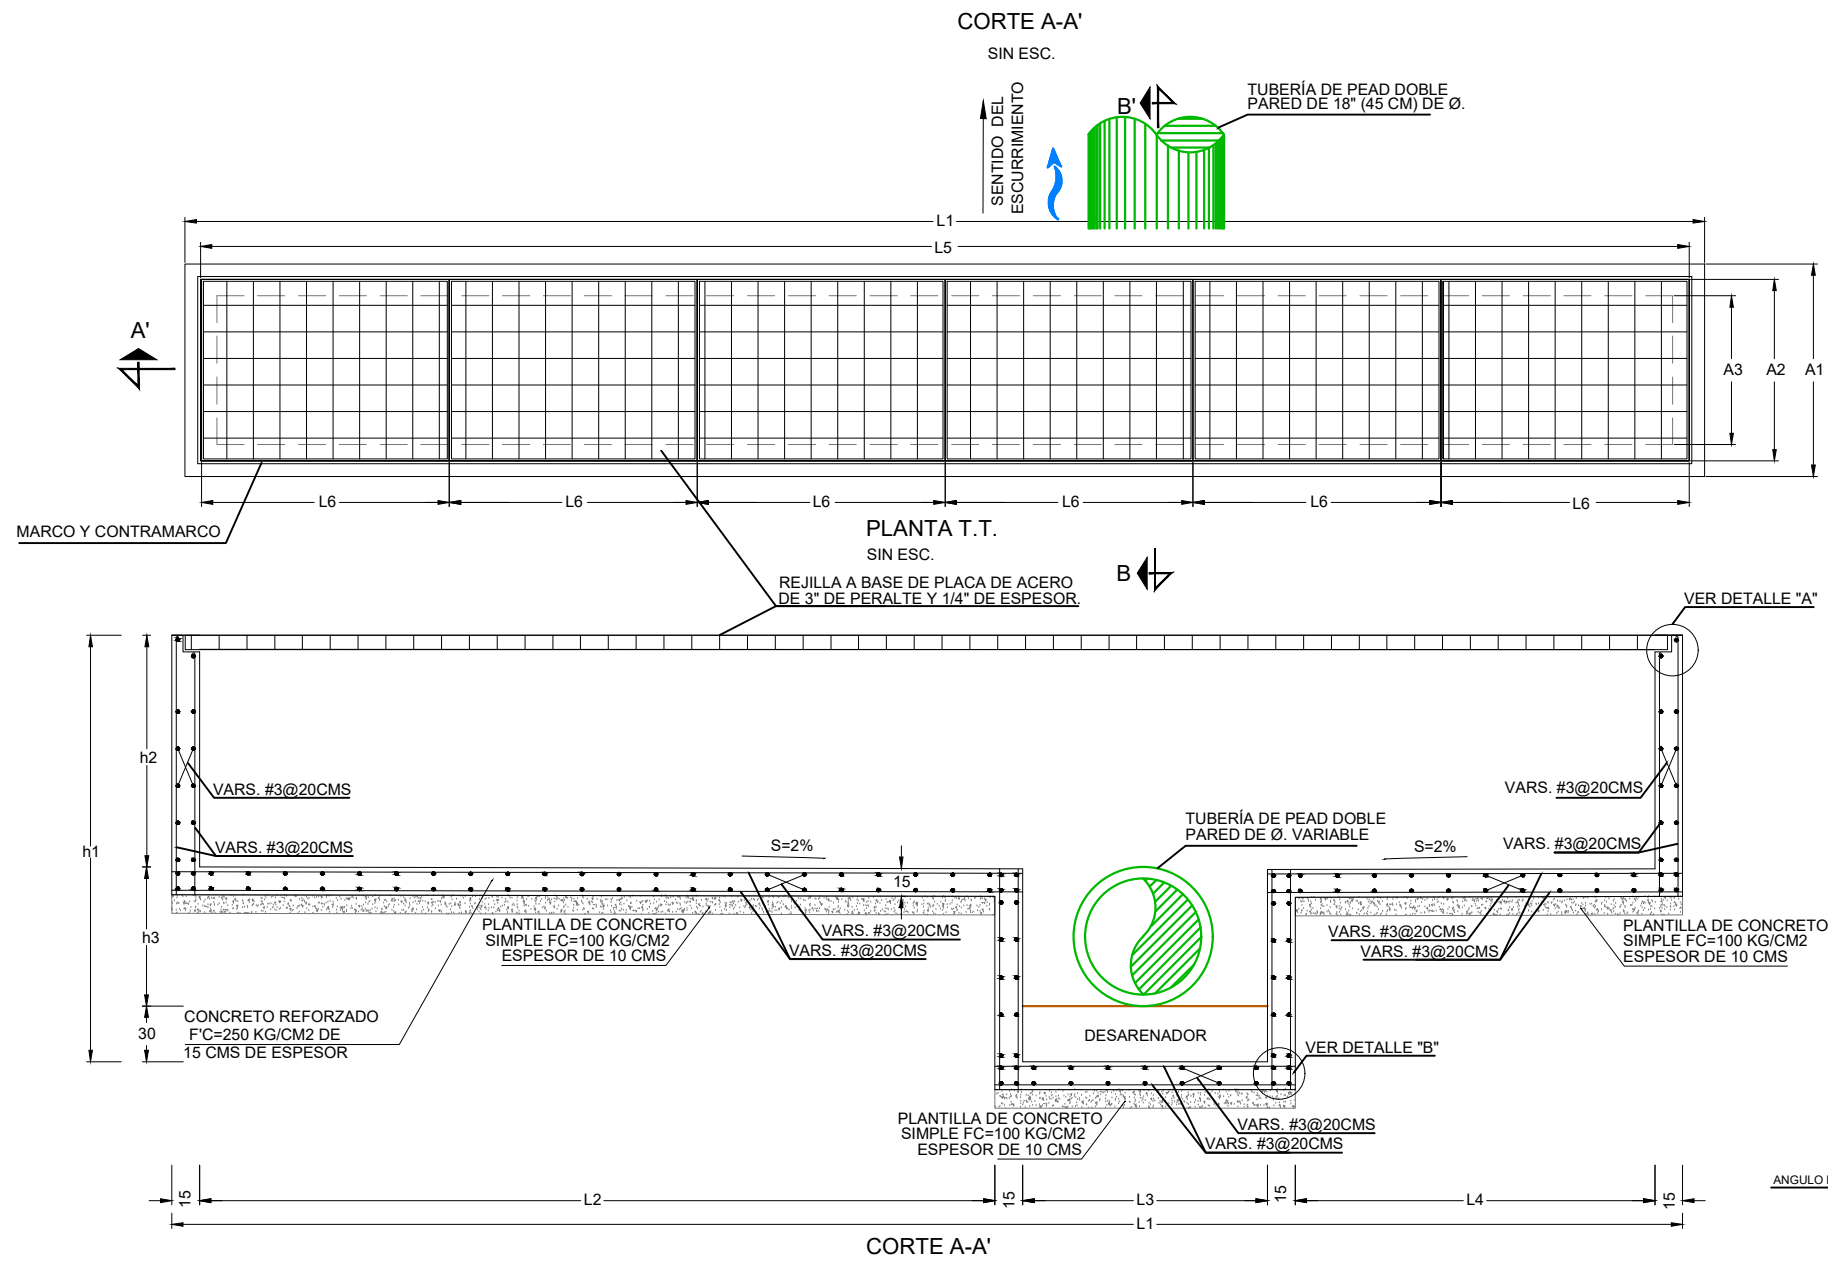 CORTE A-A'
SIN ESC.
SENTIDO DEL
ESCURRIMIENTO
B'
TUBERÍA DE PEAD DOBLE
PARED DE 18" (45 CM) DE Ø.
L1
L5
A'
A3
A2
A1
L6
L6
L6
L6
L6
L6
MARCO Y CONTRAMARCO
PLANTA T.T.
SIN ESC.
B
REJILLA A BASE DE PLACA DE ACERO
DE 3" DE PERALTE Y 1/4" DE ESPESOR.
VER DETALLE "A"
h1
h2
h3
30
VARS. #3@20CMS
VARS. #3@20CMS
VARS. #3@20CMS
VARS. #3@20CMS
TUBERÍA DE PEAD DOBLE
PARED DE Ø. VARIABLE
S=2%
S=2%
15
PLANTILLA DE CONCRETO
SIMPLE FC=100 KG/CM2
ESPESOR DE 10 CMS
VARS. #3@20CMS
VARS. #3@20CMS
VARS. #3@20CMS
VARS. #3@20CMS
PLANTILLA DE CONCRETO
SIMPLE FC=100 KG/CM2
ESPESOR DE 10 CMS
CONCRETO REFORZADO
F'C=250 KG/CM2 DE
15 CMS DE ESPESOR
DESARENADOR
VER DETALLE "B"
PLANTILLA DE CONCRETO
SIMPLE FC=100 KG/CM2
ESPESOR DE 10 CMS
VARS. #3@20CMS
VARS. #3@20CMS
ANGULO
15
L2
15
L3
15
L4
15
L1
CORTE A-A'